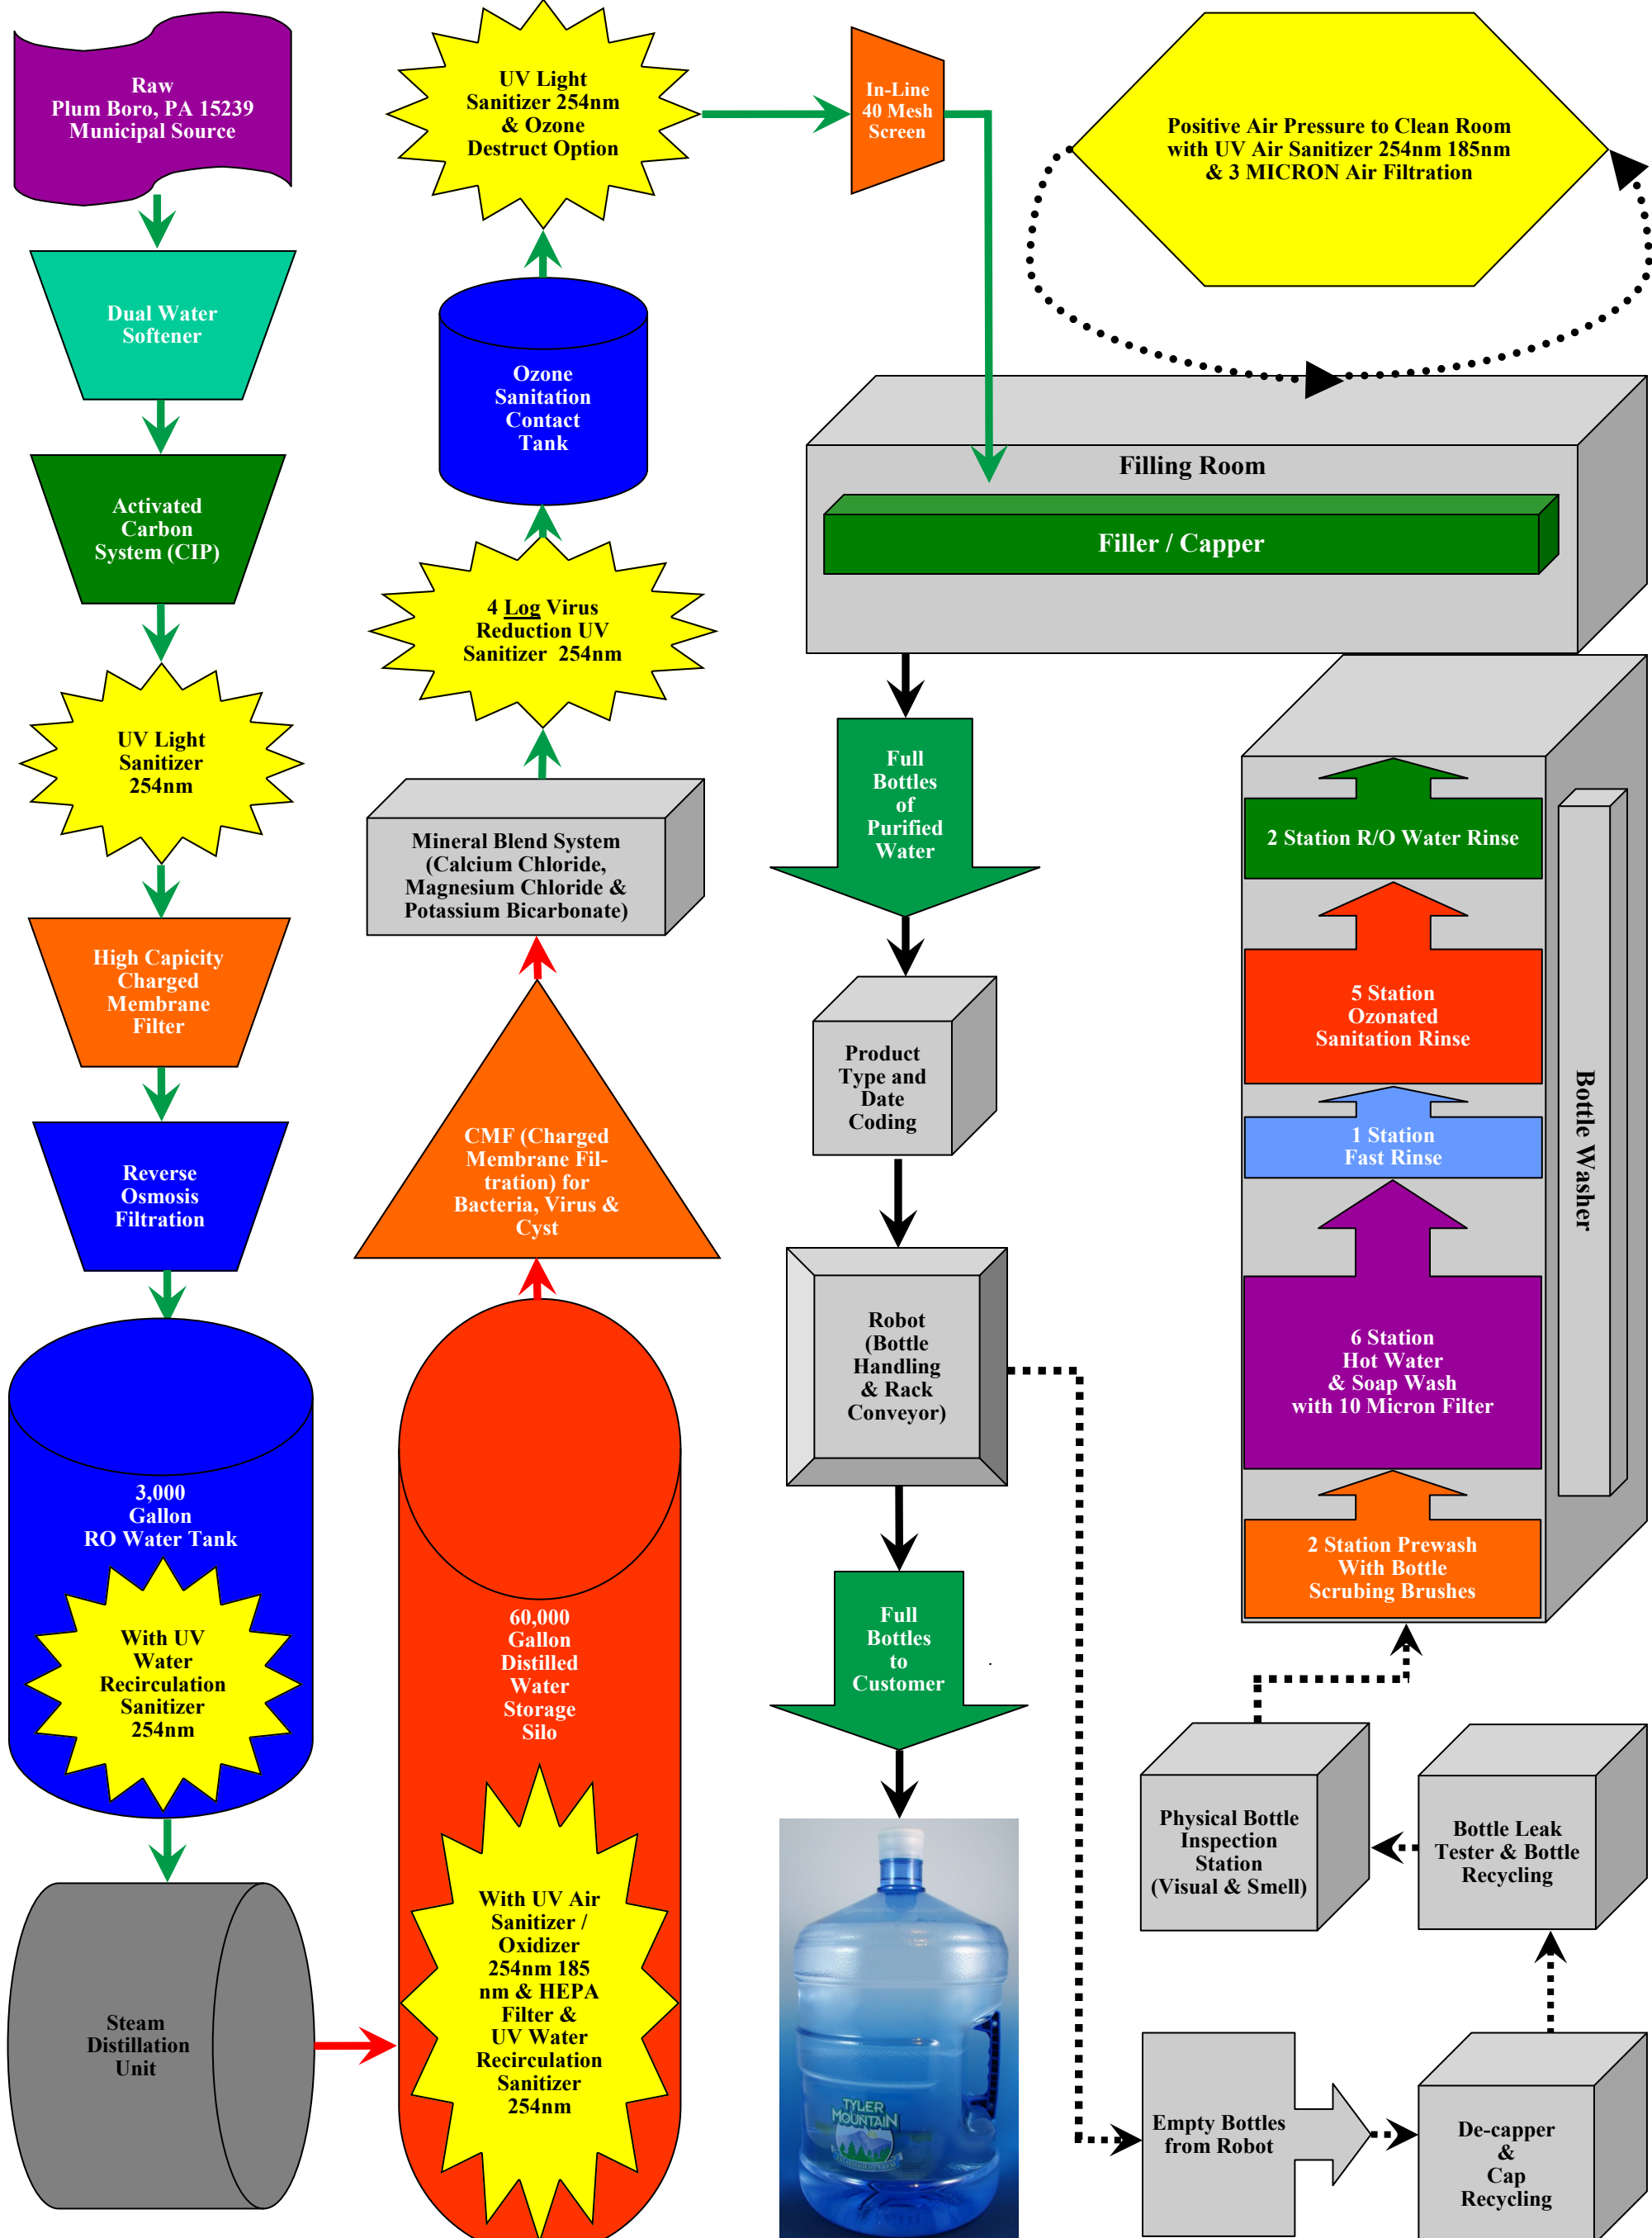 Raw
Plum Boro, PA 15239
Municipal Source
Dual Water
Softener
Activated
Carbon
System (CIP)
UV Light
Sanitizer
254nm
High Capicity
Charged
Membrane
Filter
Reverse
Osmosis
Filtration
3,000
Gallon
RO Water Tank
With UV
Water
Recirculation
Sanitizer
254nm
Steam
Distillation
Unit
60,000
Gallon
Distilled
Water
Storage
Silo
With UV Air
Sanitizer /
Oxidizer
254nm 185
nm & HEPA
Filter &
UV Water
Recirculation
Sanitizer
254nm
CMF (Charged
Membrane Fil-
tration) for
Bacteria, Virus &
Cyst
Mineral Blend System
(Calcium Chloride,
Magnesium Chloride &
Potassium Bicarbonate)
4 Log Virus
Reduction UV
Sanitizer 254nm
Ozone
Sanitation
Contact
Tank
UV Light
Sanitizer 254nm
& Ozone
Destruct Option
In-Line
40 Mesh
Screen
Positive Air Pressure to Clean Room
with UV Air Sanitizer 254nm 185nm
& 3 MICRON Air Filtration
Filling Room
Filler / Capper
Full
Bottles
of
Purified
Water
Product
Type and
Date
Coding
Robot
(Bottle
Handling
& Rack
Conveyor)
Full
Bottles
to
Customer
TYLER
MOUNTAIN
Empty Bottles
from Robot
De-capper
&
Cap
Recycling
Bottle Leak
Tester & Bottle
Recycling
Physical Bottle
Inspection
Station
(Visual & Smell)
2 Station Prewash
With Bottle
Scrubing Brushes
6 Station
Hot Water
& Soap Wash
with 10 Micron Filter
1 Station
Fast Rinse
5 Station
Ozonated
Sanitation Rinse
2 Station R/O Water Rinse
Bottle Washer